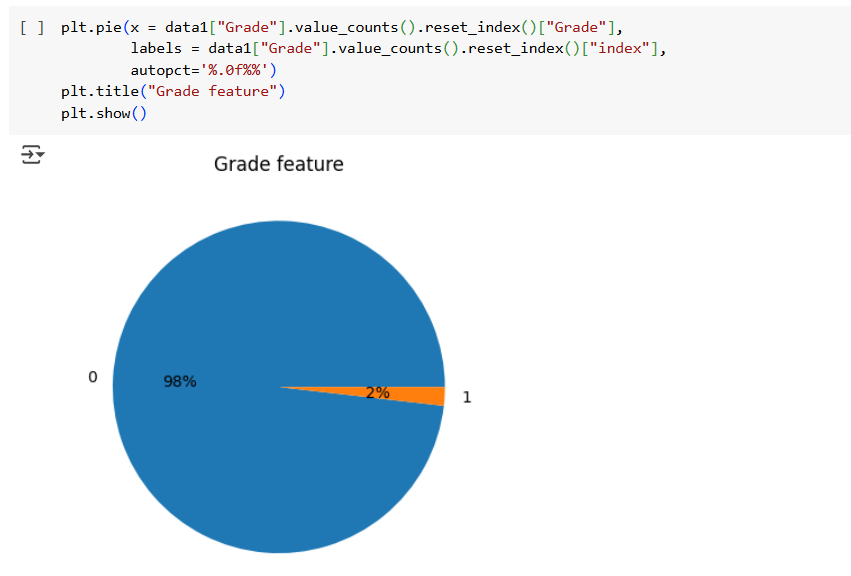 [ ] plt.pie(x = data1["Grade"].value_counts().reset_index()["Grade"],
labels = data1["Grade"].value_counts().reset_index()["index"],
autopct='%.0f%%')
plt.title("Grade feature")
plt.show()
Grade feature
0
98%
2%
1